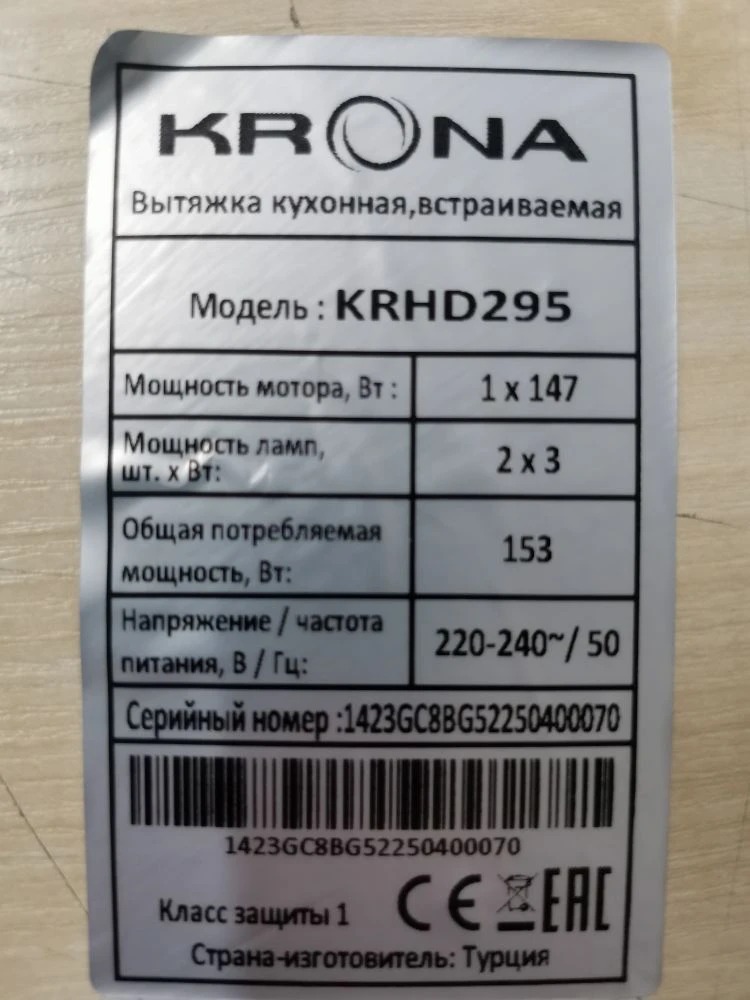 KRONA
Вытяжка кухонная,встраиваемая
Модель : KRHD295
Мощность мотора, Вт : 1 x 147
Мощность ламп,
шт. x Вт: 2 x 3
Общая потребляемая
мощность, Вт: 153
Напряжение / частота
питания, В / Гц: 220-240~/ 50
Серийный номер :1423GC8BG52250400070
1423GC8BG52250400070
Класс защиты 1 CE EAC
Страна-изготовитель: Турция